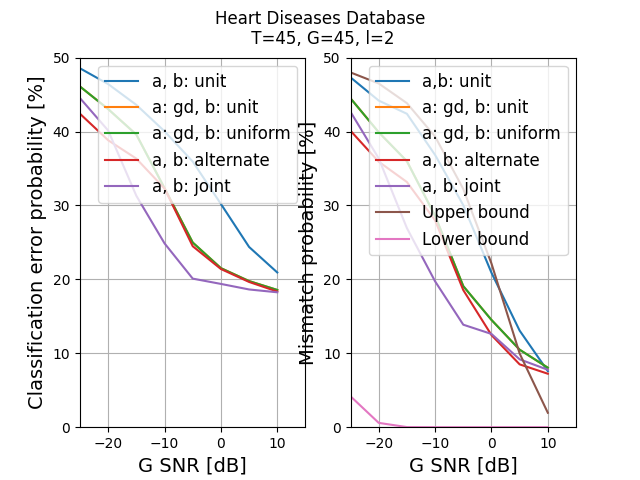 Heart Diseases Database
T=45, G=45, l=2
Classification error probability [%]
50
40
30
20
10
0
−20
−10
0
10
G SNR [dB]
a, b: unit
a: gd, b: unit
a: gd, b: uniform
a, b: alternate
a, b: joint
Mismatch probability [%]
50
40
30
20
10
0
−20
−10
0
10
G SNR [dB]
a,b: unit
a: gd, b: unit
a: gd, b: uniform
a, b: alternate
a, b: joint
Upper bound
Lower bound